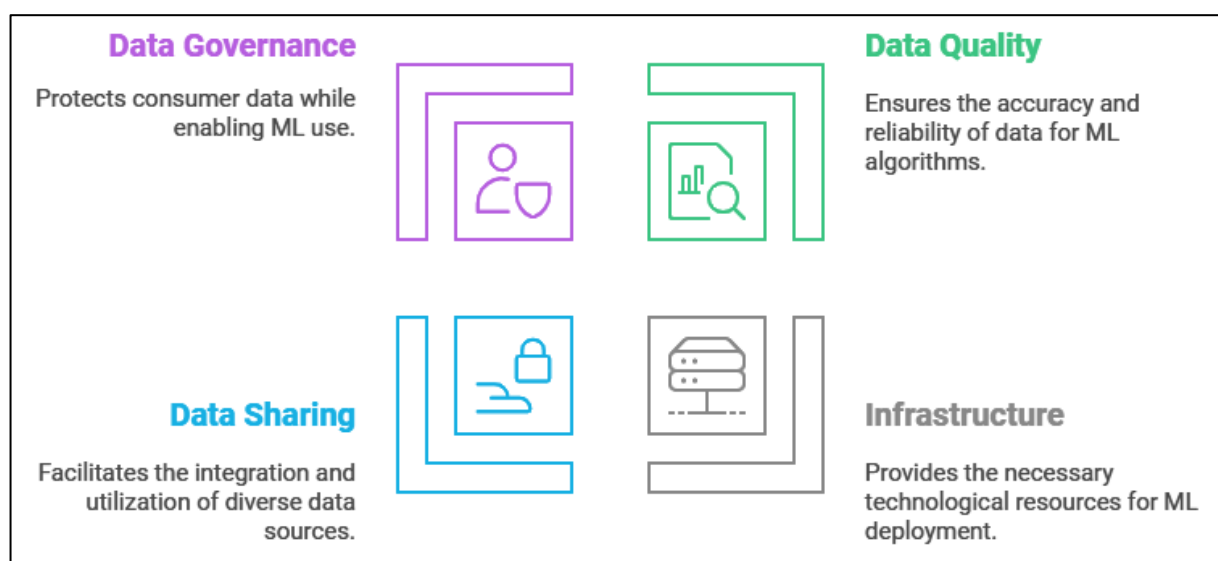 Data Governance
Protects consumer data while
enabling ML use.
Data Quality
Ensures the accuracy and
reliability of data for ML
algorithms.
Data Sharing
Facilitates the integration and
utilization of diverse data
sources.
Infrastructure
Provides the necessary
technological resources for ML
deployment.